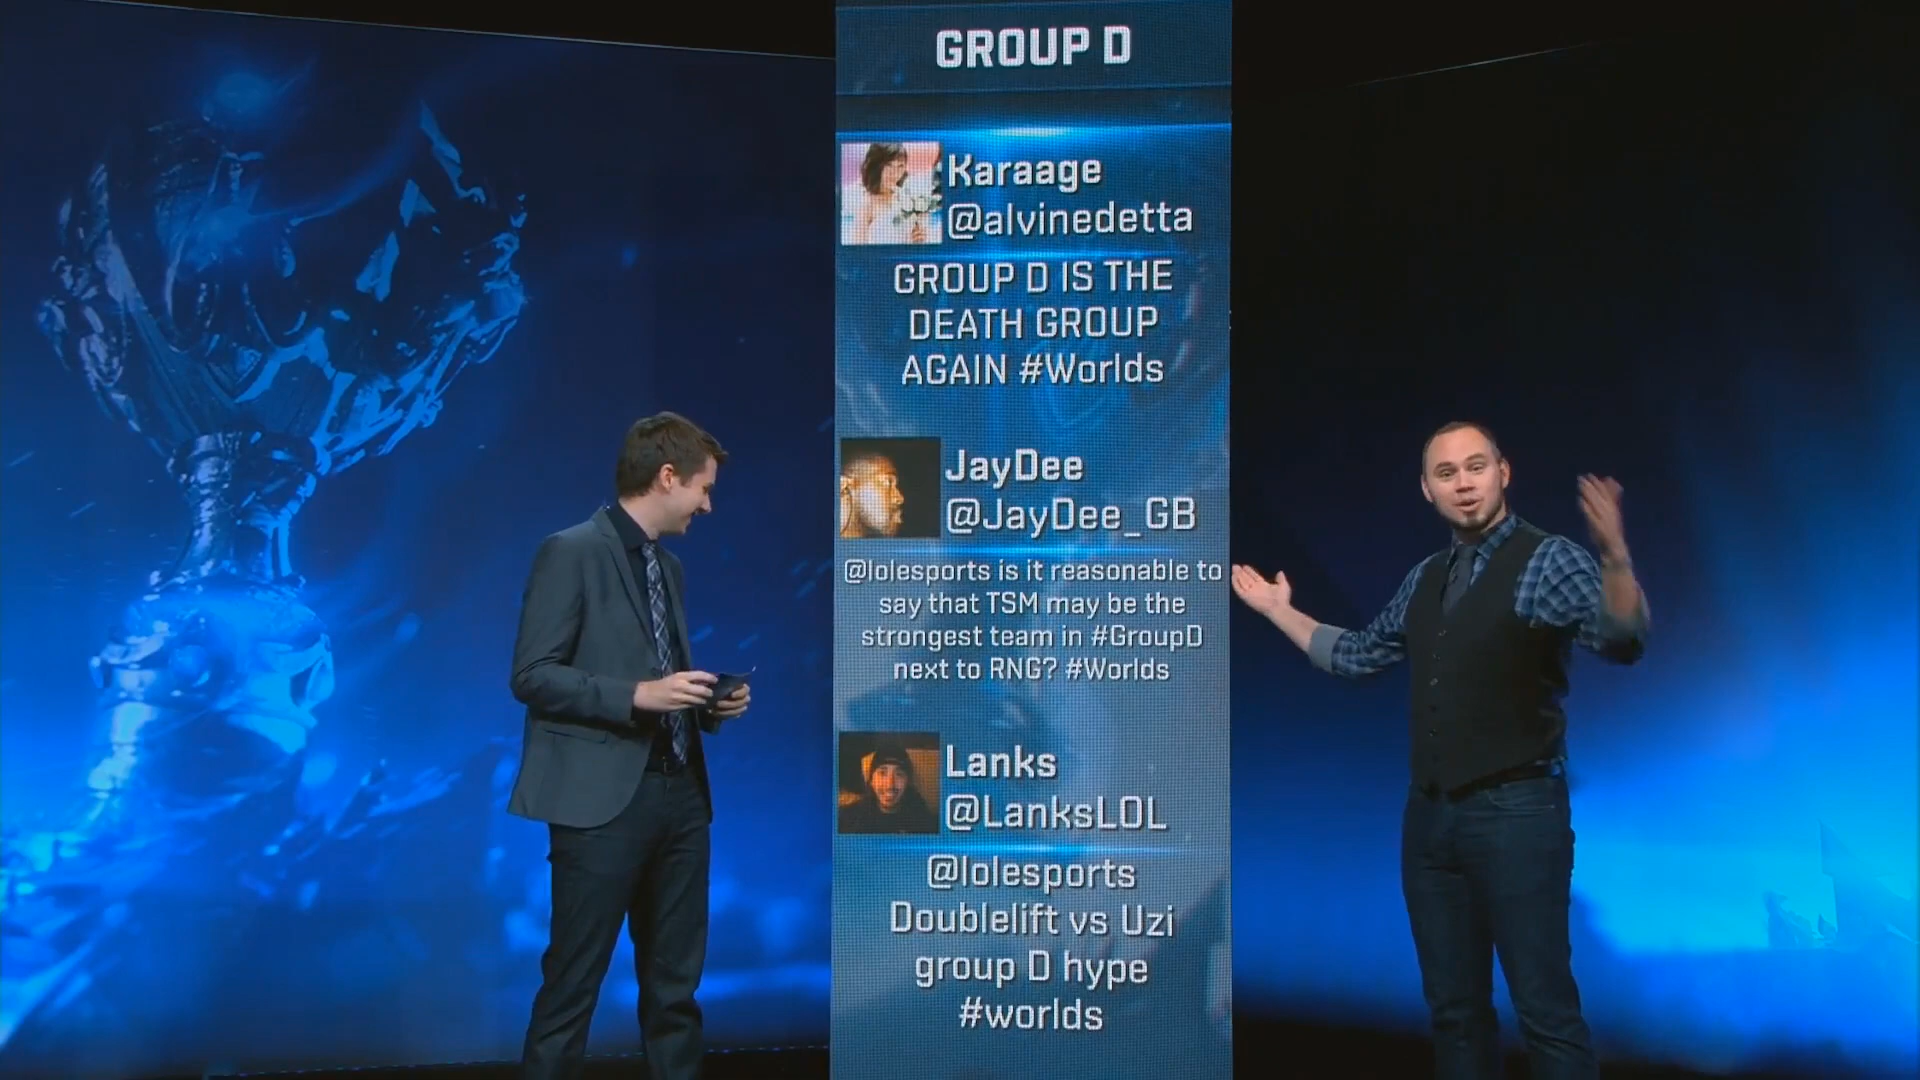 GROUP D
Karaage
@alvinedetta
GROUP D IS THE
DEATH GROUP
AGAIN #Worlds
JayDee
@JayDee_GB
@lolesports is it reasonable to
say that TSM may be the
strongest team in #GroupD
next to RNG? #Worlds
Lanks
@LanksLOL
@lolesports
Doublelift vs Uzi
group D hype
#worlds